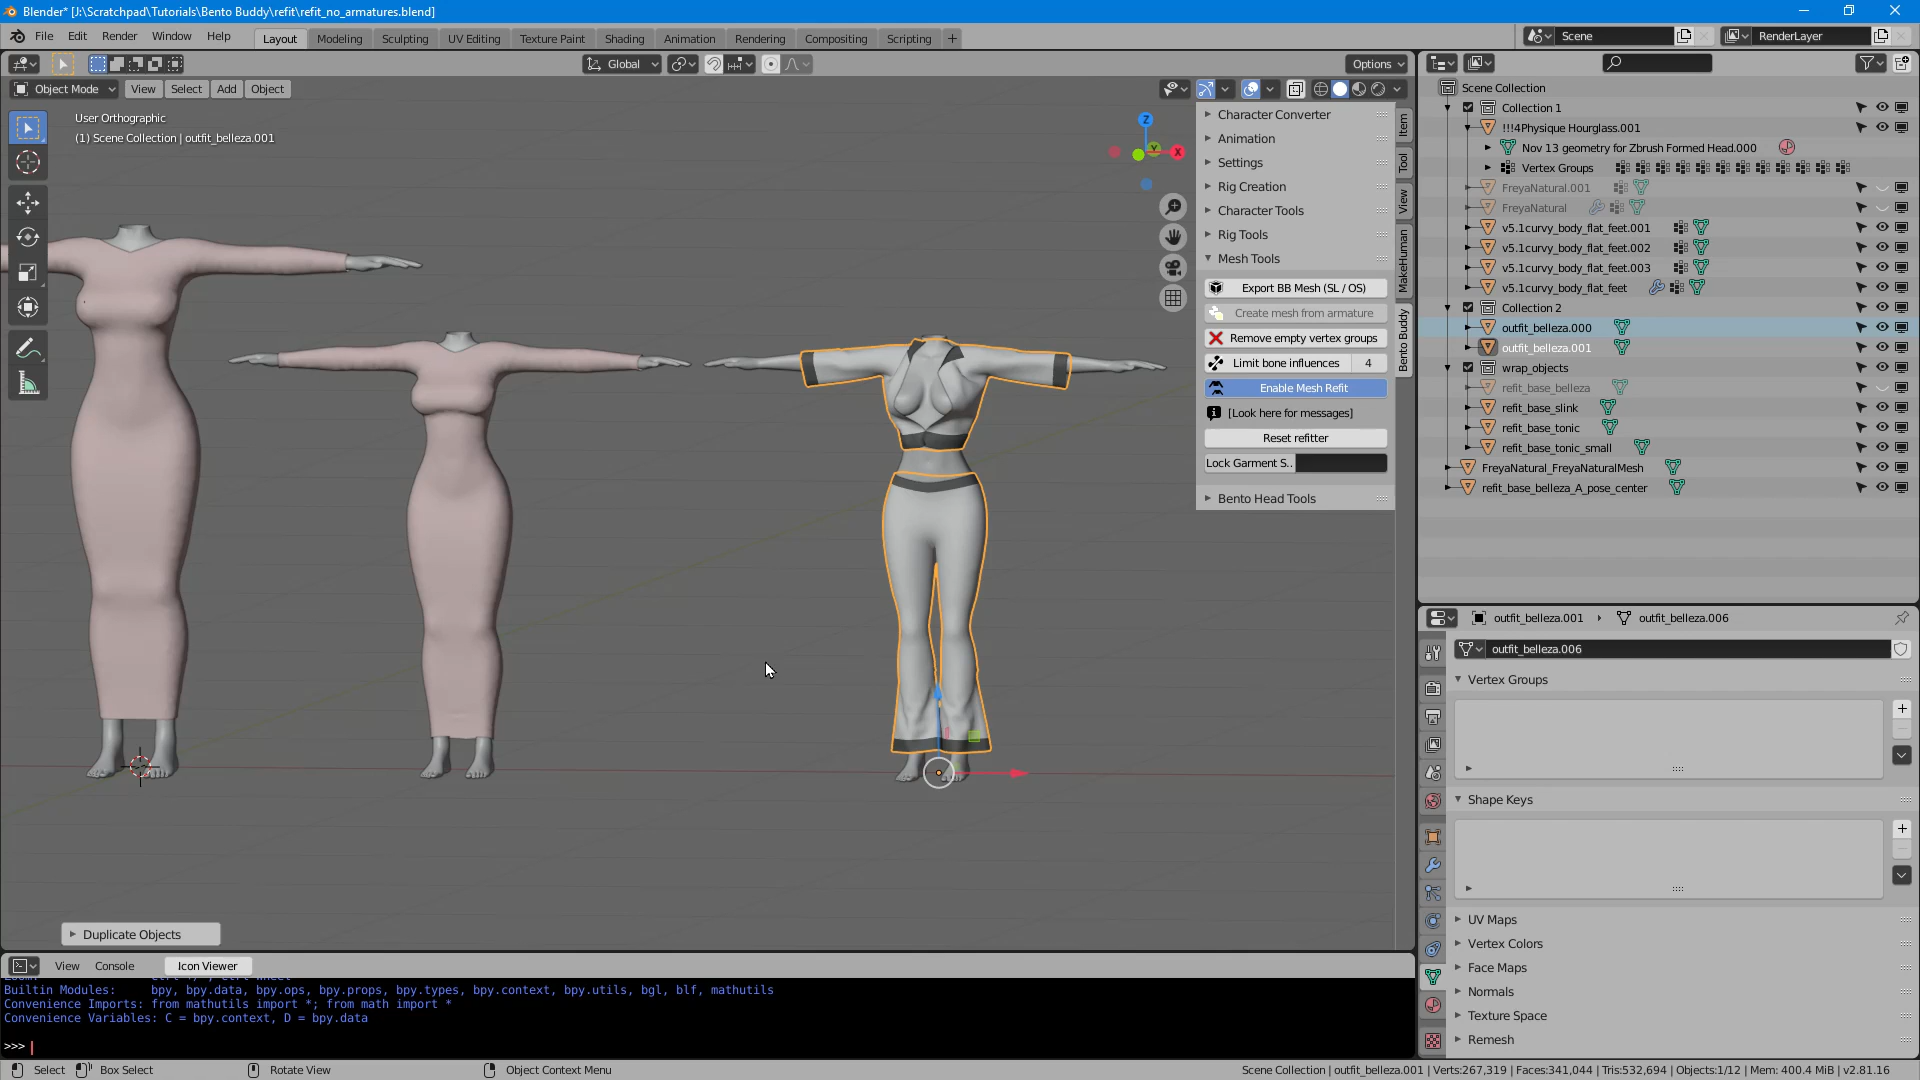 Blender* [J:\Scratchpad\Tutorials\Bento Buddy\refit\refit_no_armatures.blend]
File Edit Render Window Help Layout Modeling Sculpting UV Editing Texture Paint Shading Animation Rendering Compositing Scripting + Scene RenderLayer
Global Options
Object Mode View Select Add Object
User Orthographic
(1) Scene Collection | outfit_belleza.001
Z
Y
X
Character Converter
Animation
Settings
Rig Creation
Character Tools
Rig Tools
Mesh Tools
Export BB Mesh (SL / OS)
Create mesh from armature
Remove empty vertex groups
Limit bone influences 4
Enable Mesh Refit
[Look here for messages]
Reset refitter
Lock Garment S..
Bento Head Tools
Item
Tool
View
MakeHuman
Bento Buddy
Scene Collection
Collection 1
!!!4Physique Hourglass.001
Nov 13 geometry for Zbrush Formed Head.000
Vertex Groups
FreyaNatural.001
FreyaNatural
v5.1curvy_body_flat_feet.001
v5.1curvy_body_flat_feet.002
v5.1curvy_body_flat_feet.003
v5.1curvy_body_flat_feet
Collection 2
outfit_belleza.000
outfit_belleza.001
wrap_objects
refit_base_belleza
refit_base_slink
refit_base_tonic
refit_base_tonic_small
FreyaNatural_FreyaNaturalMesh
refit_base_belleza_A_pose_center
outfit_belleza.001 outfit_belleza.006
outfit_belleza.006
Vertex Groups
Shape Keys
UV Maps
Vertex Colors
Face Maps
Normals
Texture Space
Remesh
Duplicate Objects
View Console Icon Viewer
Builtin Modules: bpy, bpy.data, bpy.ops, bpy.props, bpy.types, bpy.context, bpy.utils, bgl, blf, mathutils
Convenience Imports: from mathutils import *; from math import *
Convenience Variables: C = bpy.context, D = bpy.data
>>>
Select Box Select Rotate View Object Context Menu
Scene Collection | outfit_belleza.001 | Verts:267,319 | Faces:341,044 | Tris:532,694 | Objects:1/12 | Mem: 400.4 MiB | v2.81.16